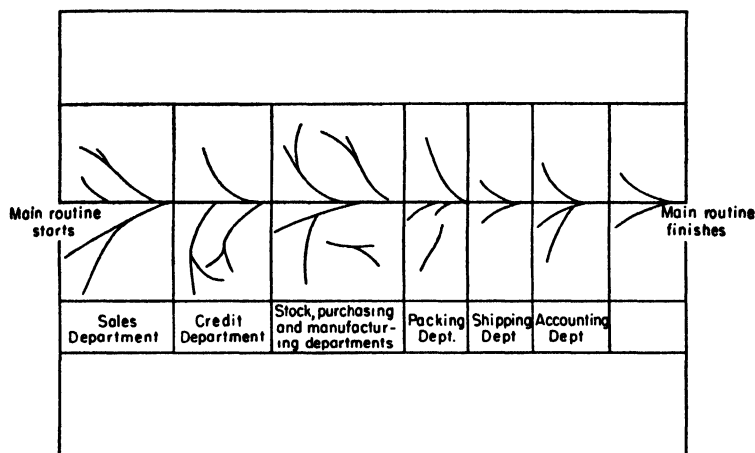 Main routine
starts
Main routine
finishes
Sales
Department
Credit
Department
Stock, purchasing
and manufactur-
ing departments
Packing
Dept.
Shipping
Dept
Accounting
Dept